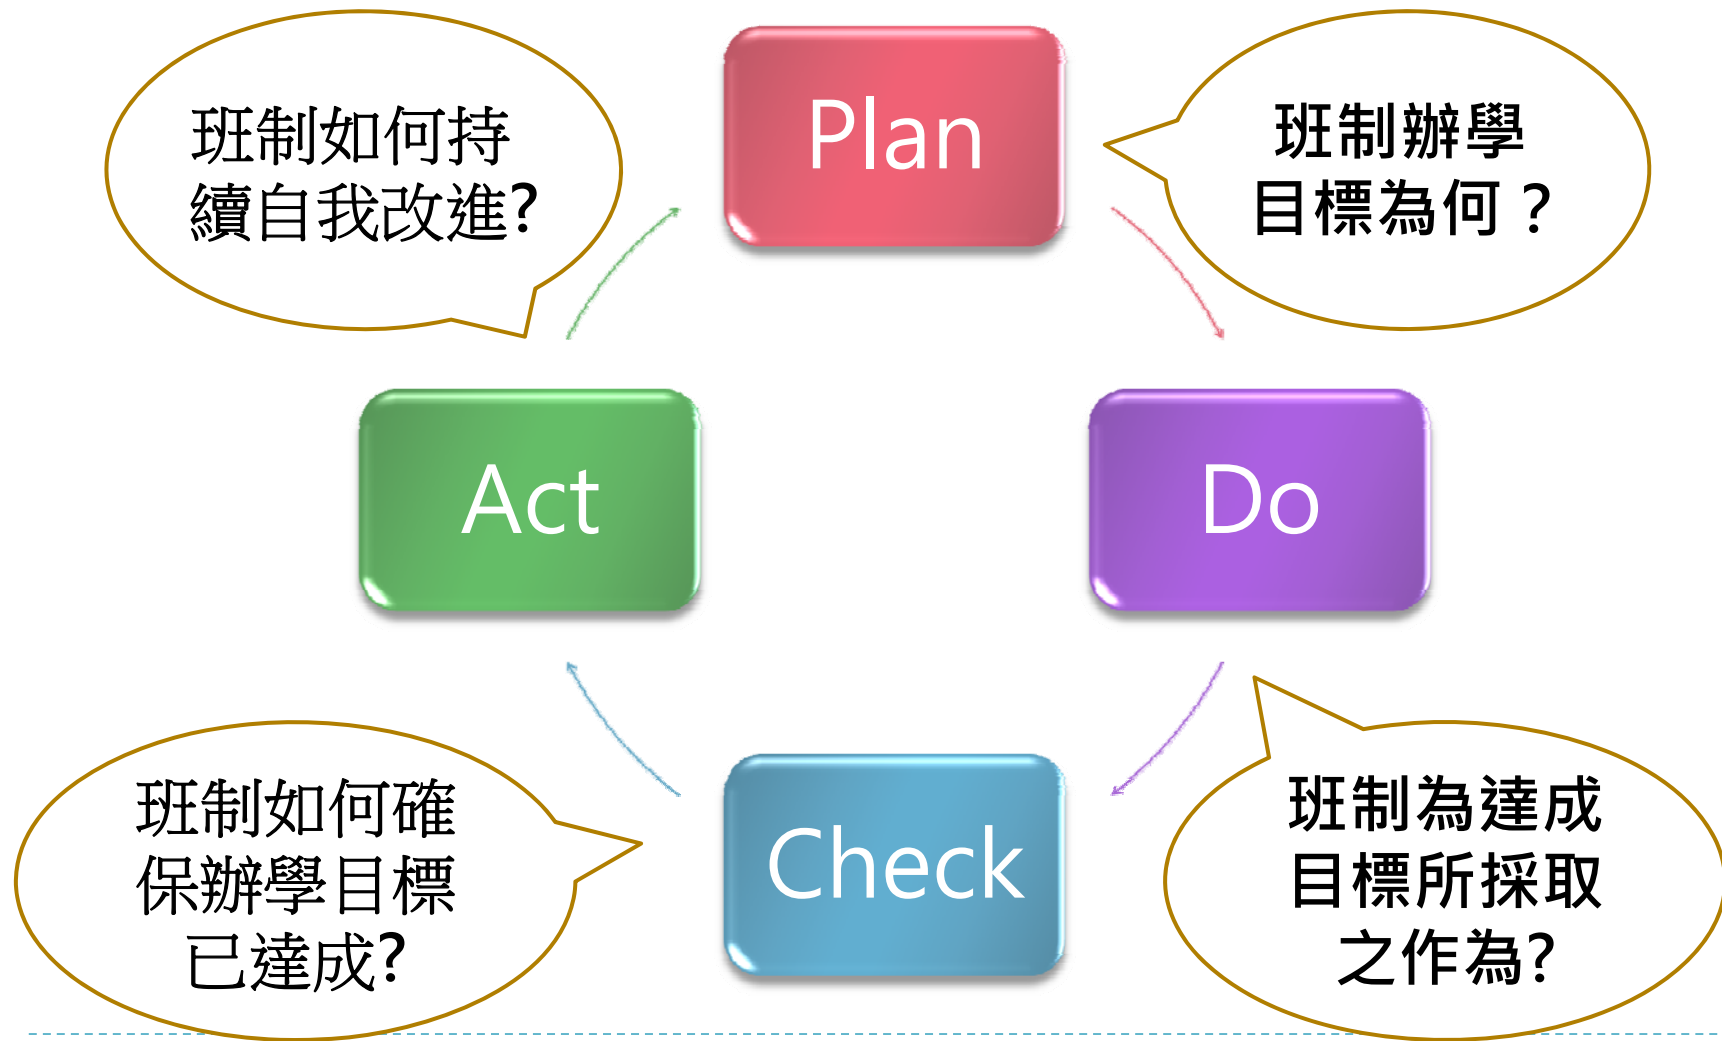 Plan
班制辦學
目標為何？
Do
班制為達成
目標所採取
之作為?
Check
班制如何確
保辦學目標
已達成?
Act
班制如何持
續自我改進?